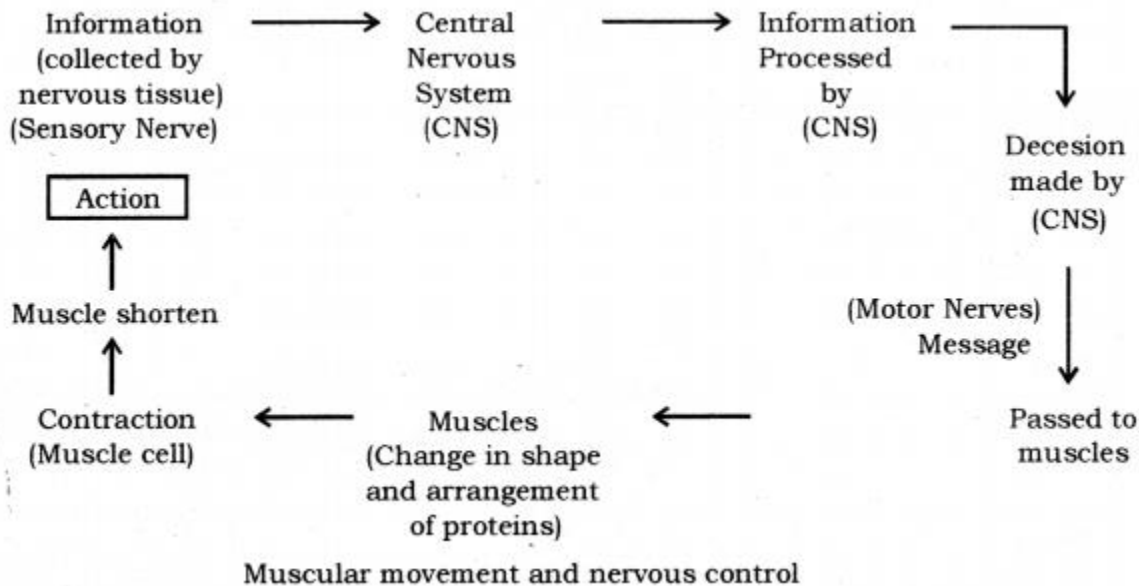 Information
(collected by
nervous tissue)
(Sensory Nerve)
Central
Nervous
System
(CNS)
Information
Processed
by
(CNS)
Decesion
made by
(CNS)
(Motor Nerves)
Message
Passed to
muscles
Muscles
(Change in shape
and arrangement
of proteins)
Contraction
(Muscle cell)
Muscle shorten
Action
Muscular movement and nervous control